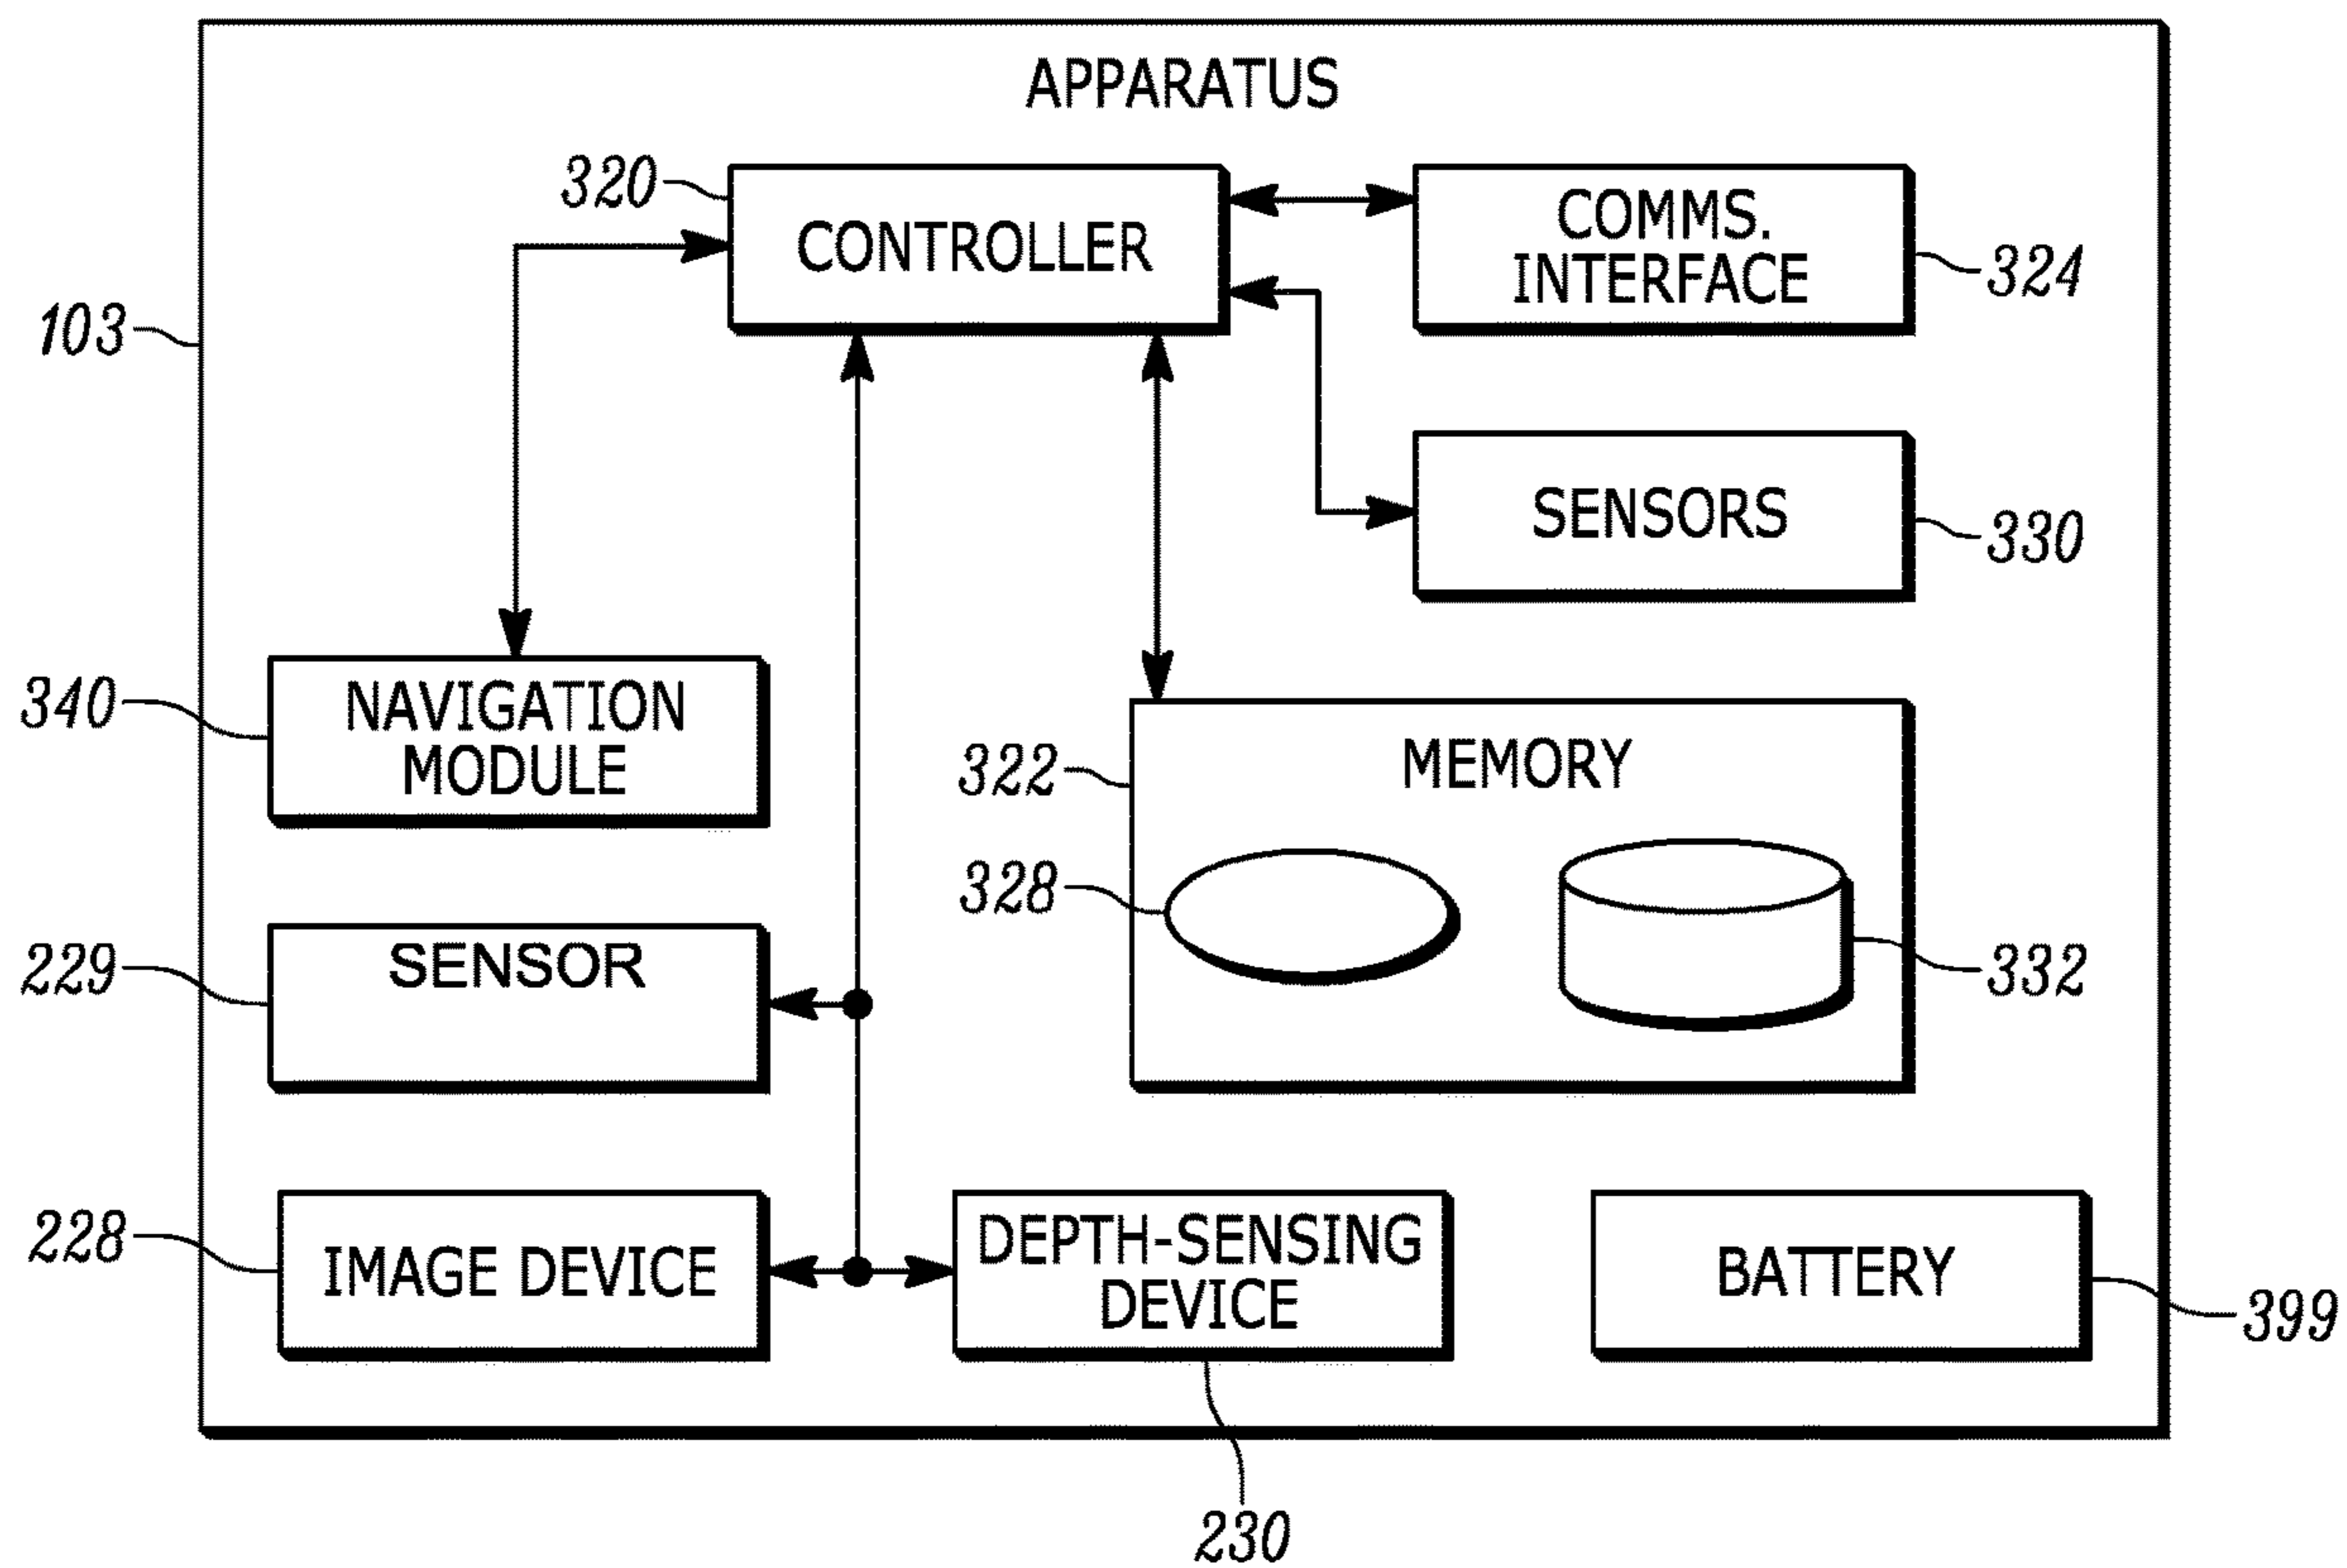 APPARATUS
320
CONTROLLER
COMMS.
INTERFACE
324
103
SENSORS
330
340
NAVIGATION
MODULE
322
MEMORY
328
332
229
SENSOR
228
IMAGE DEVICE
DEPTH-SENSING
DEVICE
BATTERY
399
230